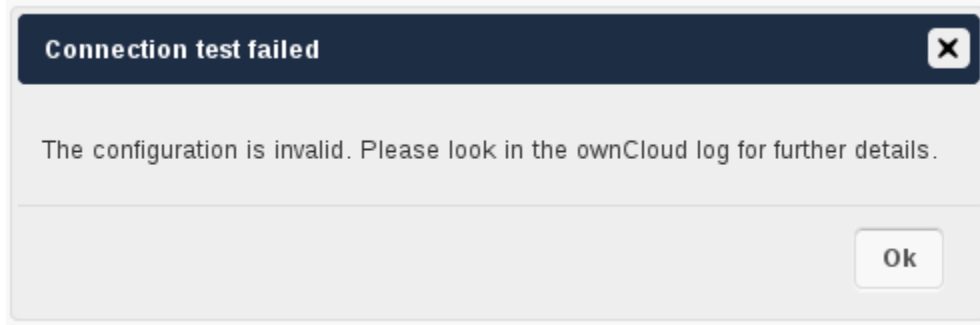 Connection test failed
The configuration is invalid. Please look in the ownCloud log for further details.
Ok